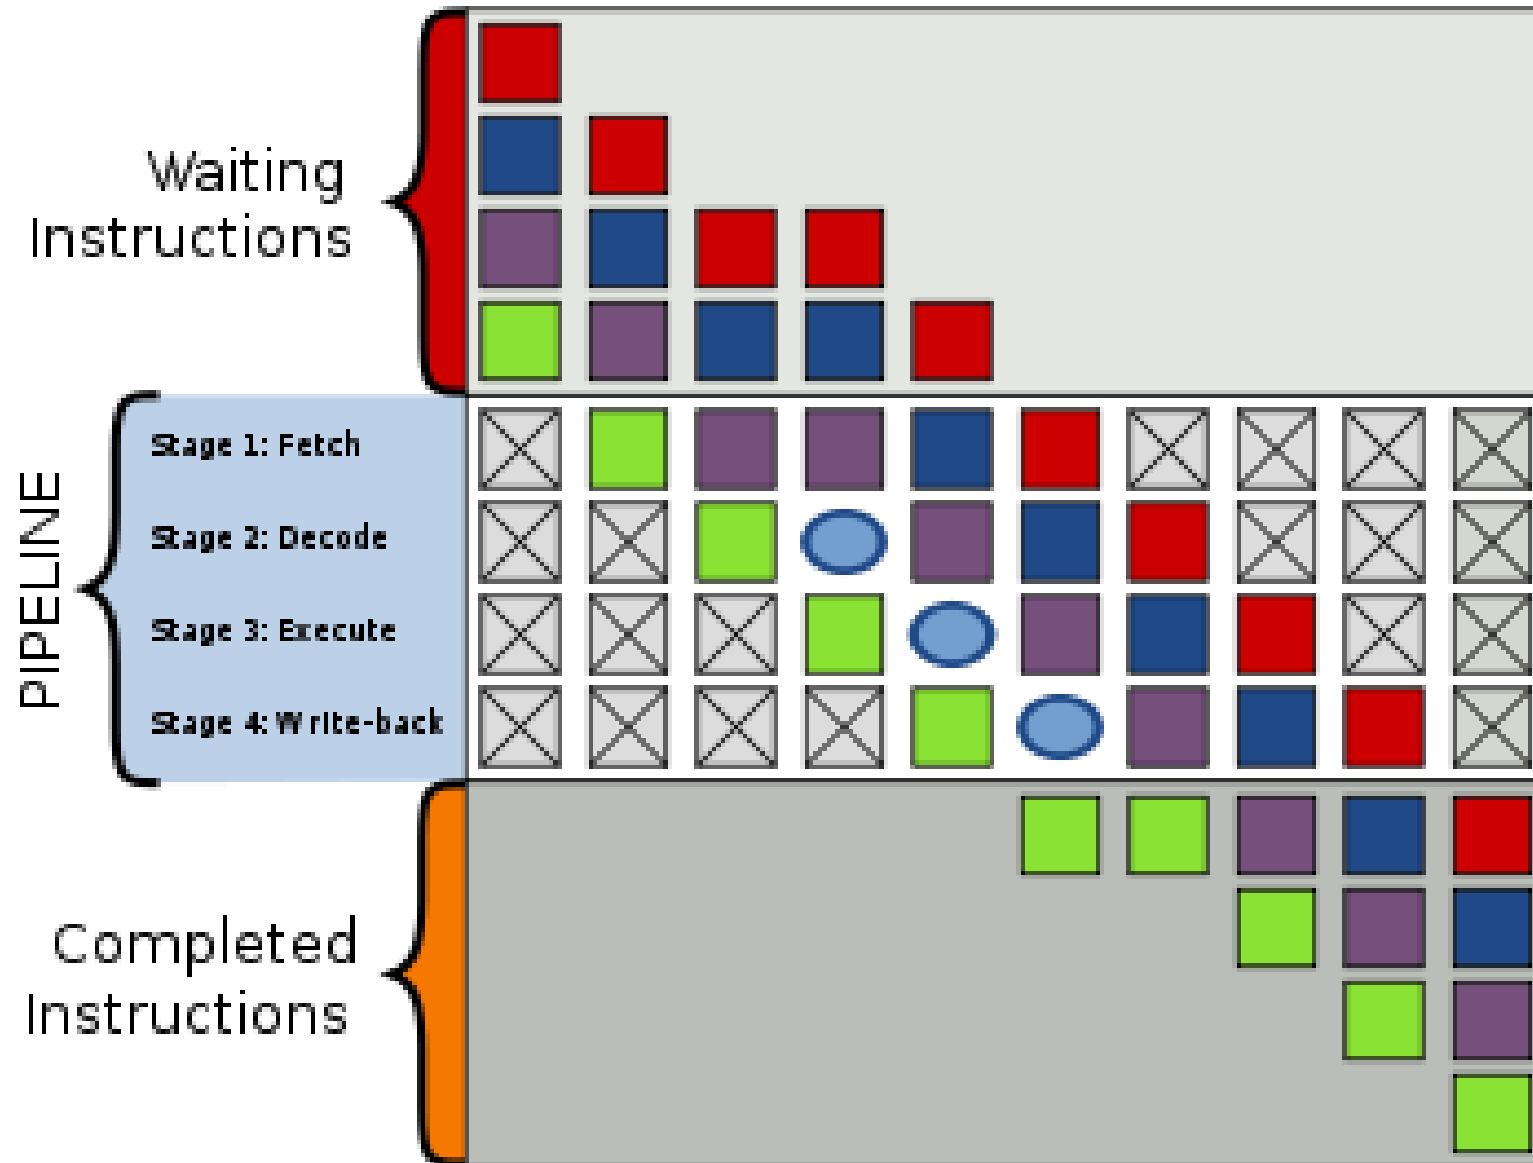 Waiting
Instructions
PIPELINE
Stage 1: Fetch
Stage 2: Decode
Stage 3: Execute
Stage 4: Write-back
Completed
Instructions